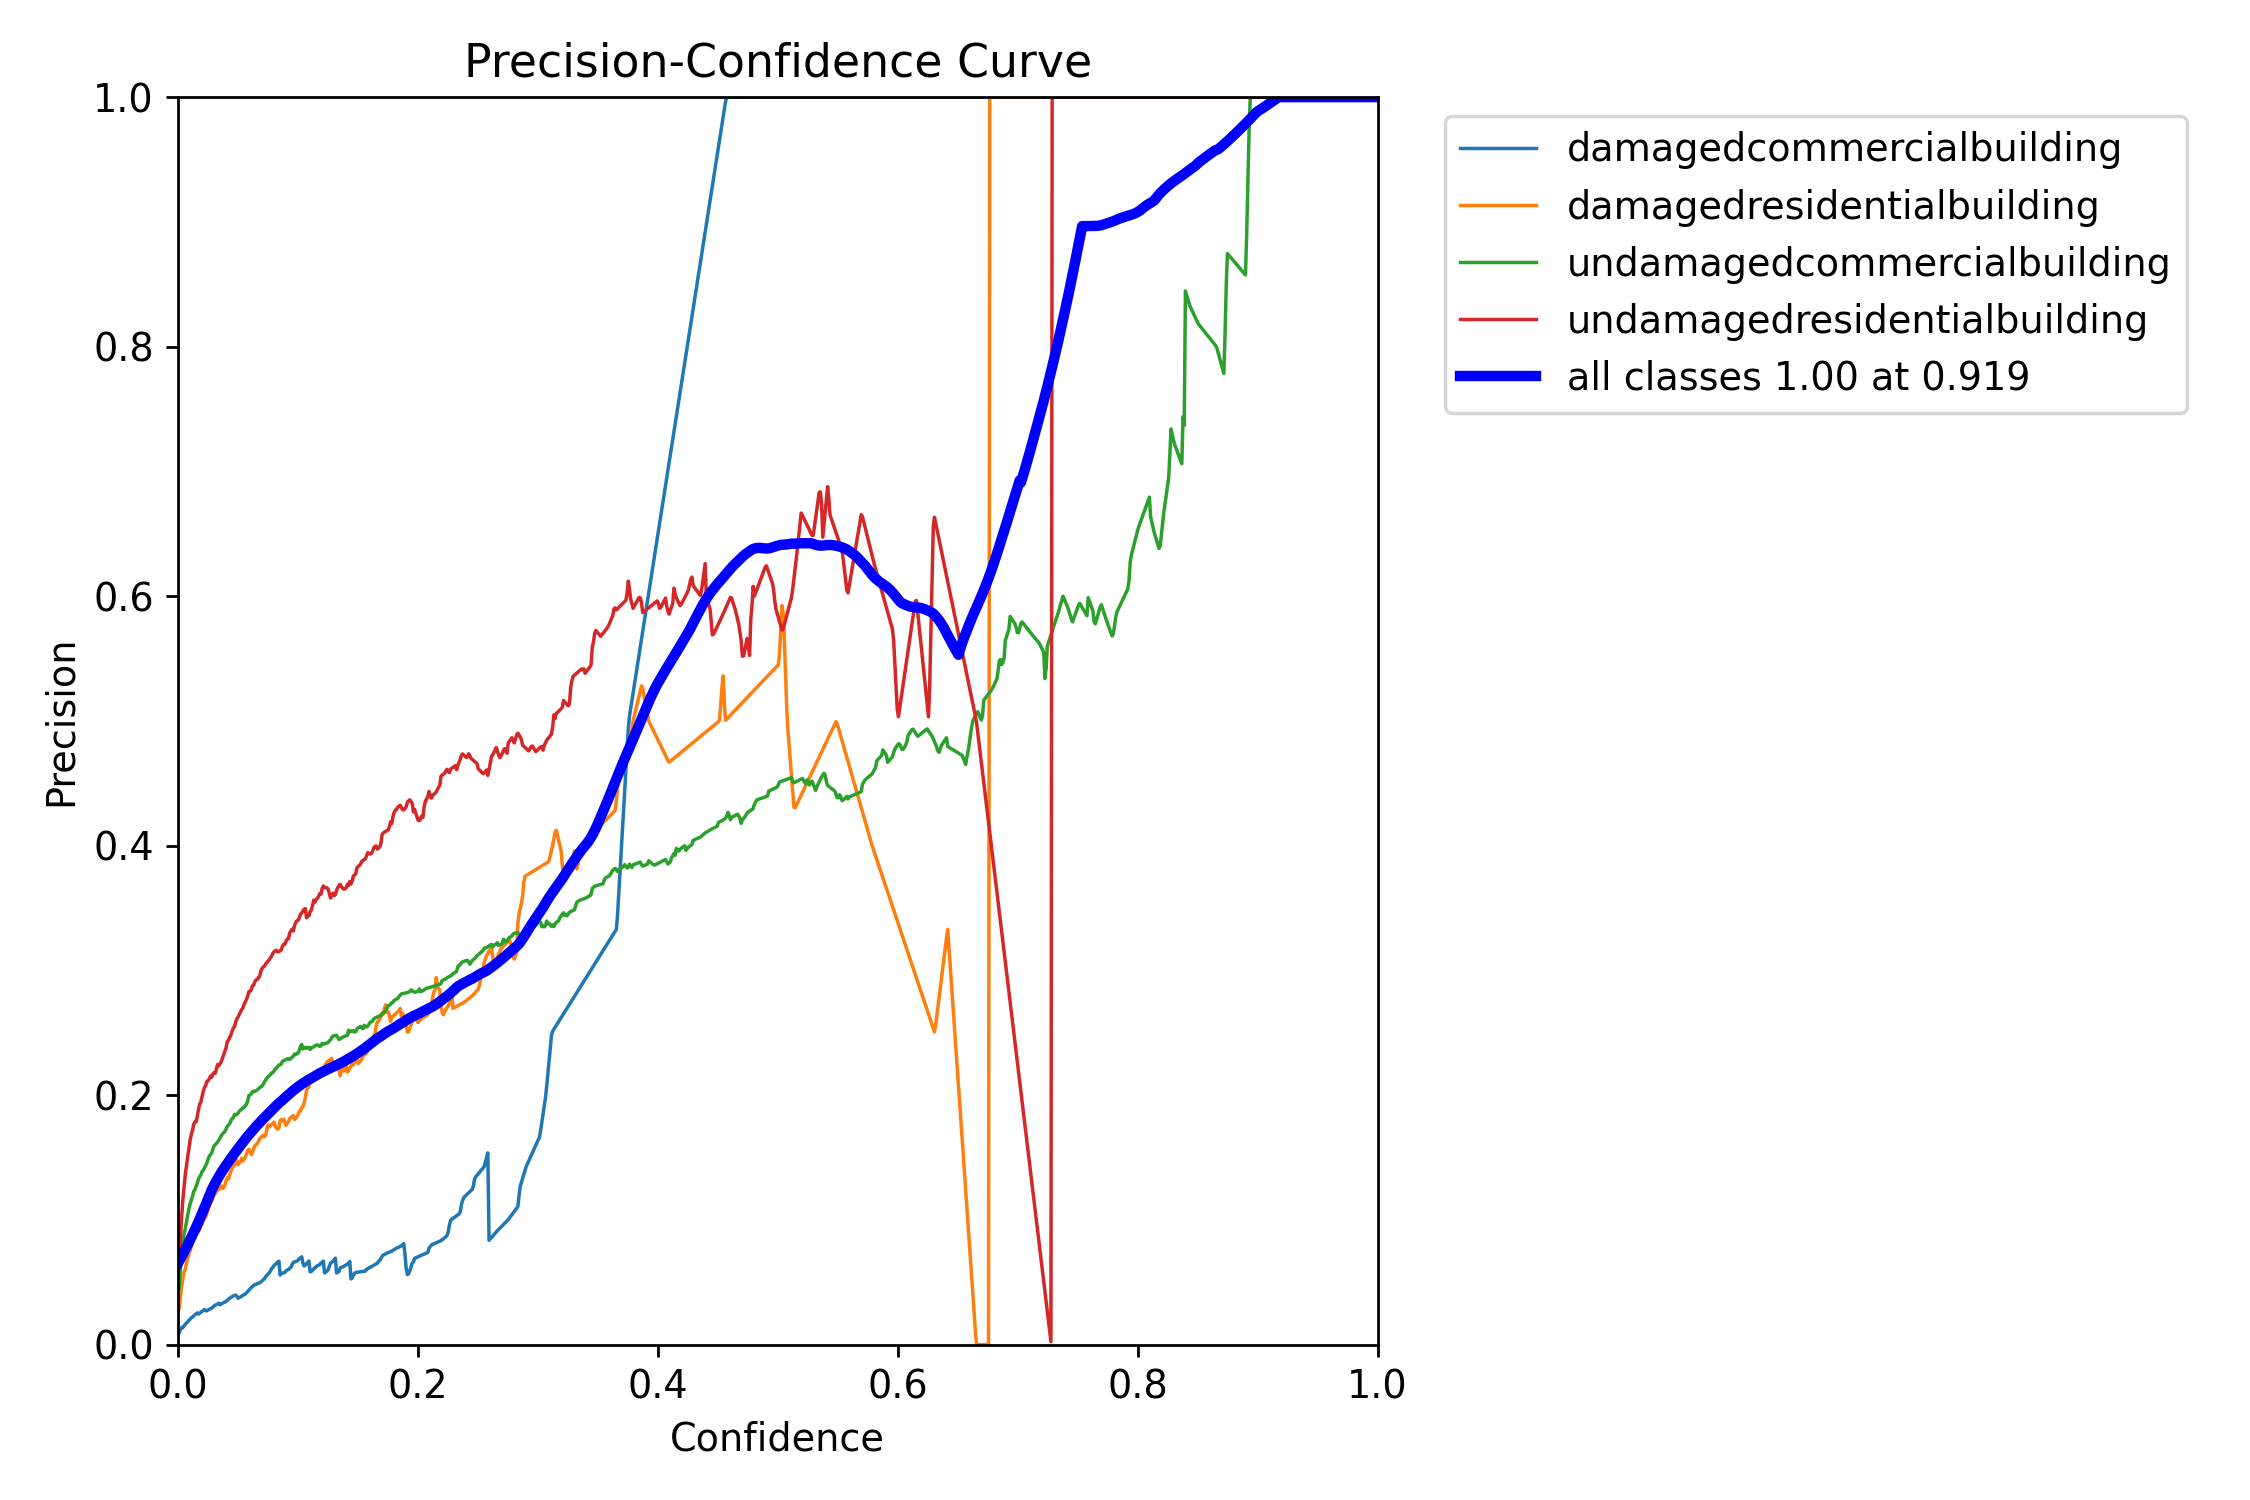 Precision-Confidence Curve
1.0
0.8
0.6
0.4
0.2
0.0
Precision
0.0 0.2 0.4 0.6 0.8 1.0
Confidence
damagedcommercialbuilding
damagedresidentialbuilding
undamagedcommercialbuilding
undamagedresidentialbuilding
all classes 1.00 at 0.919